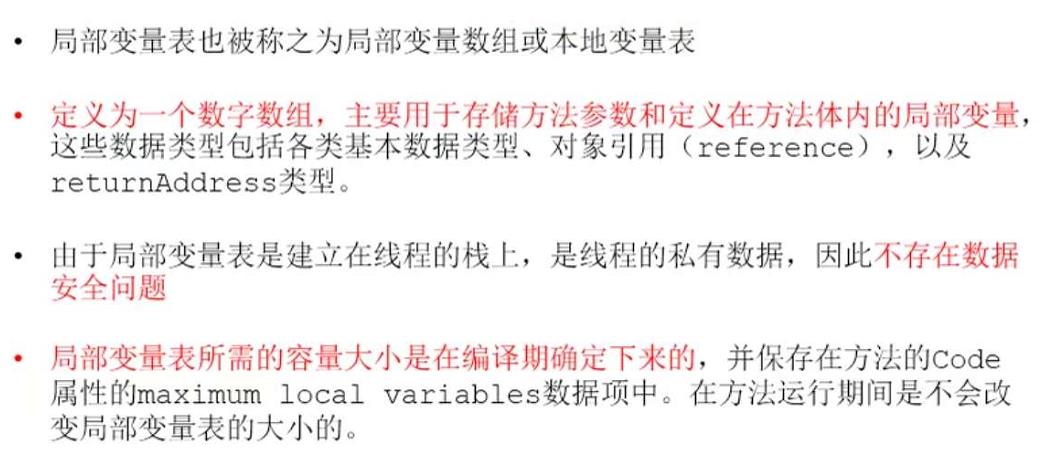 • 局部变量表也被称之为局部变量数组或本地变量表
• 定义为一个数字数组，主要用于存储方法参数和定义在方法体内的局部变量，
这些数据类型包括各类基本数据类型、对象引用（reference），以及
returnAddress类型。
• 由于局部变量表是建立在线程的栈上，是线程的私有数据，因此不存在数据
安全问题
• 局部变量表所需的容量大小是在编译期确定下来的，并保存在方法的Code
属性的maximum local variables数据项中。在方法运行期间是不会改
变局部变量表的大小的。